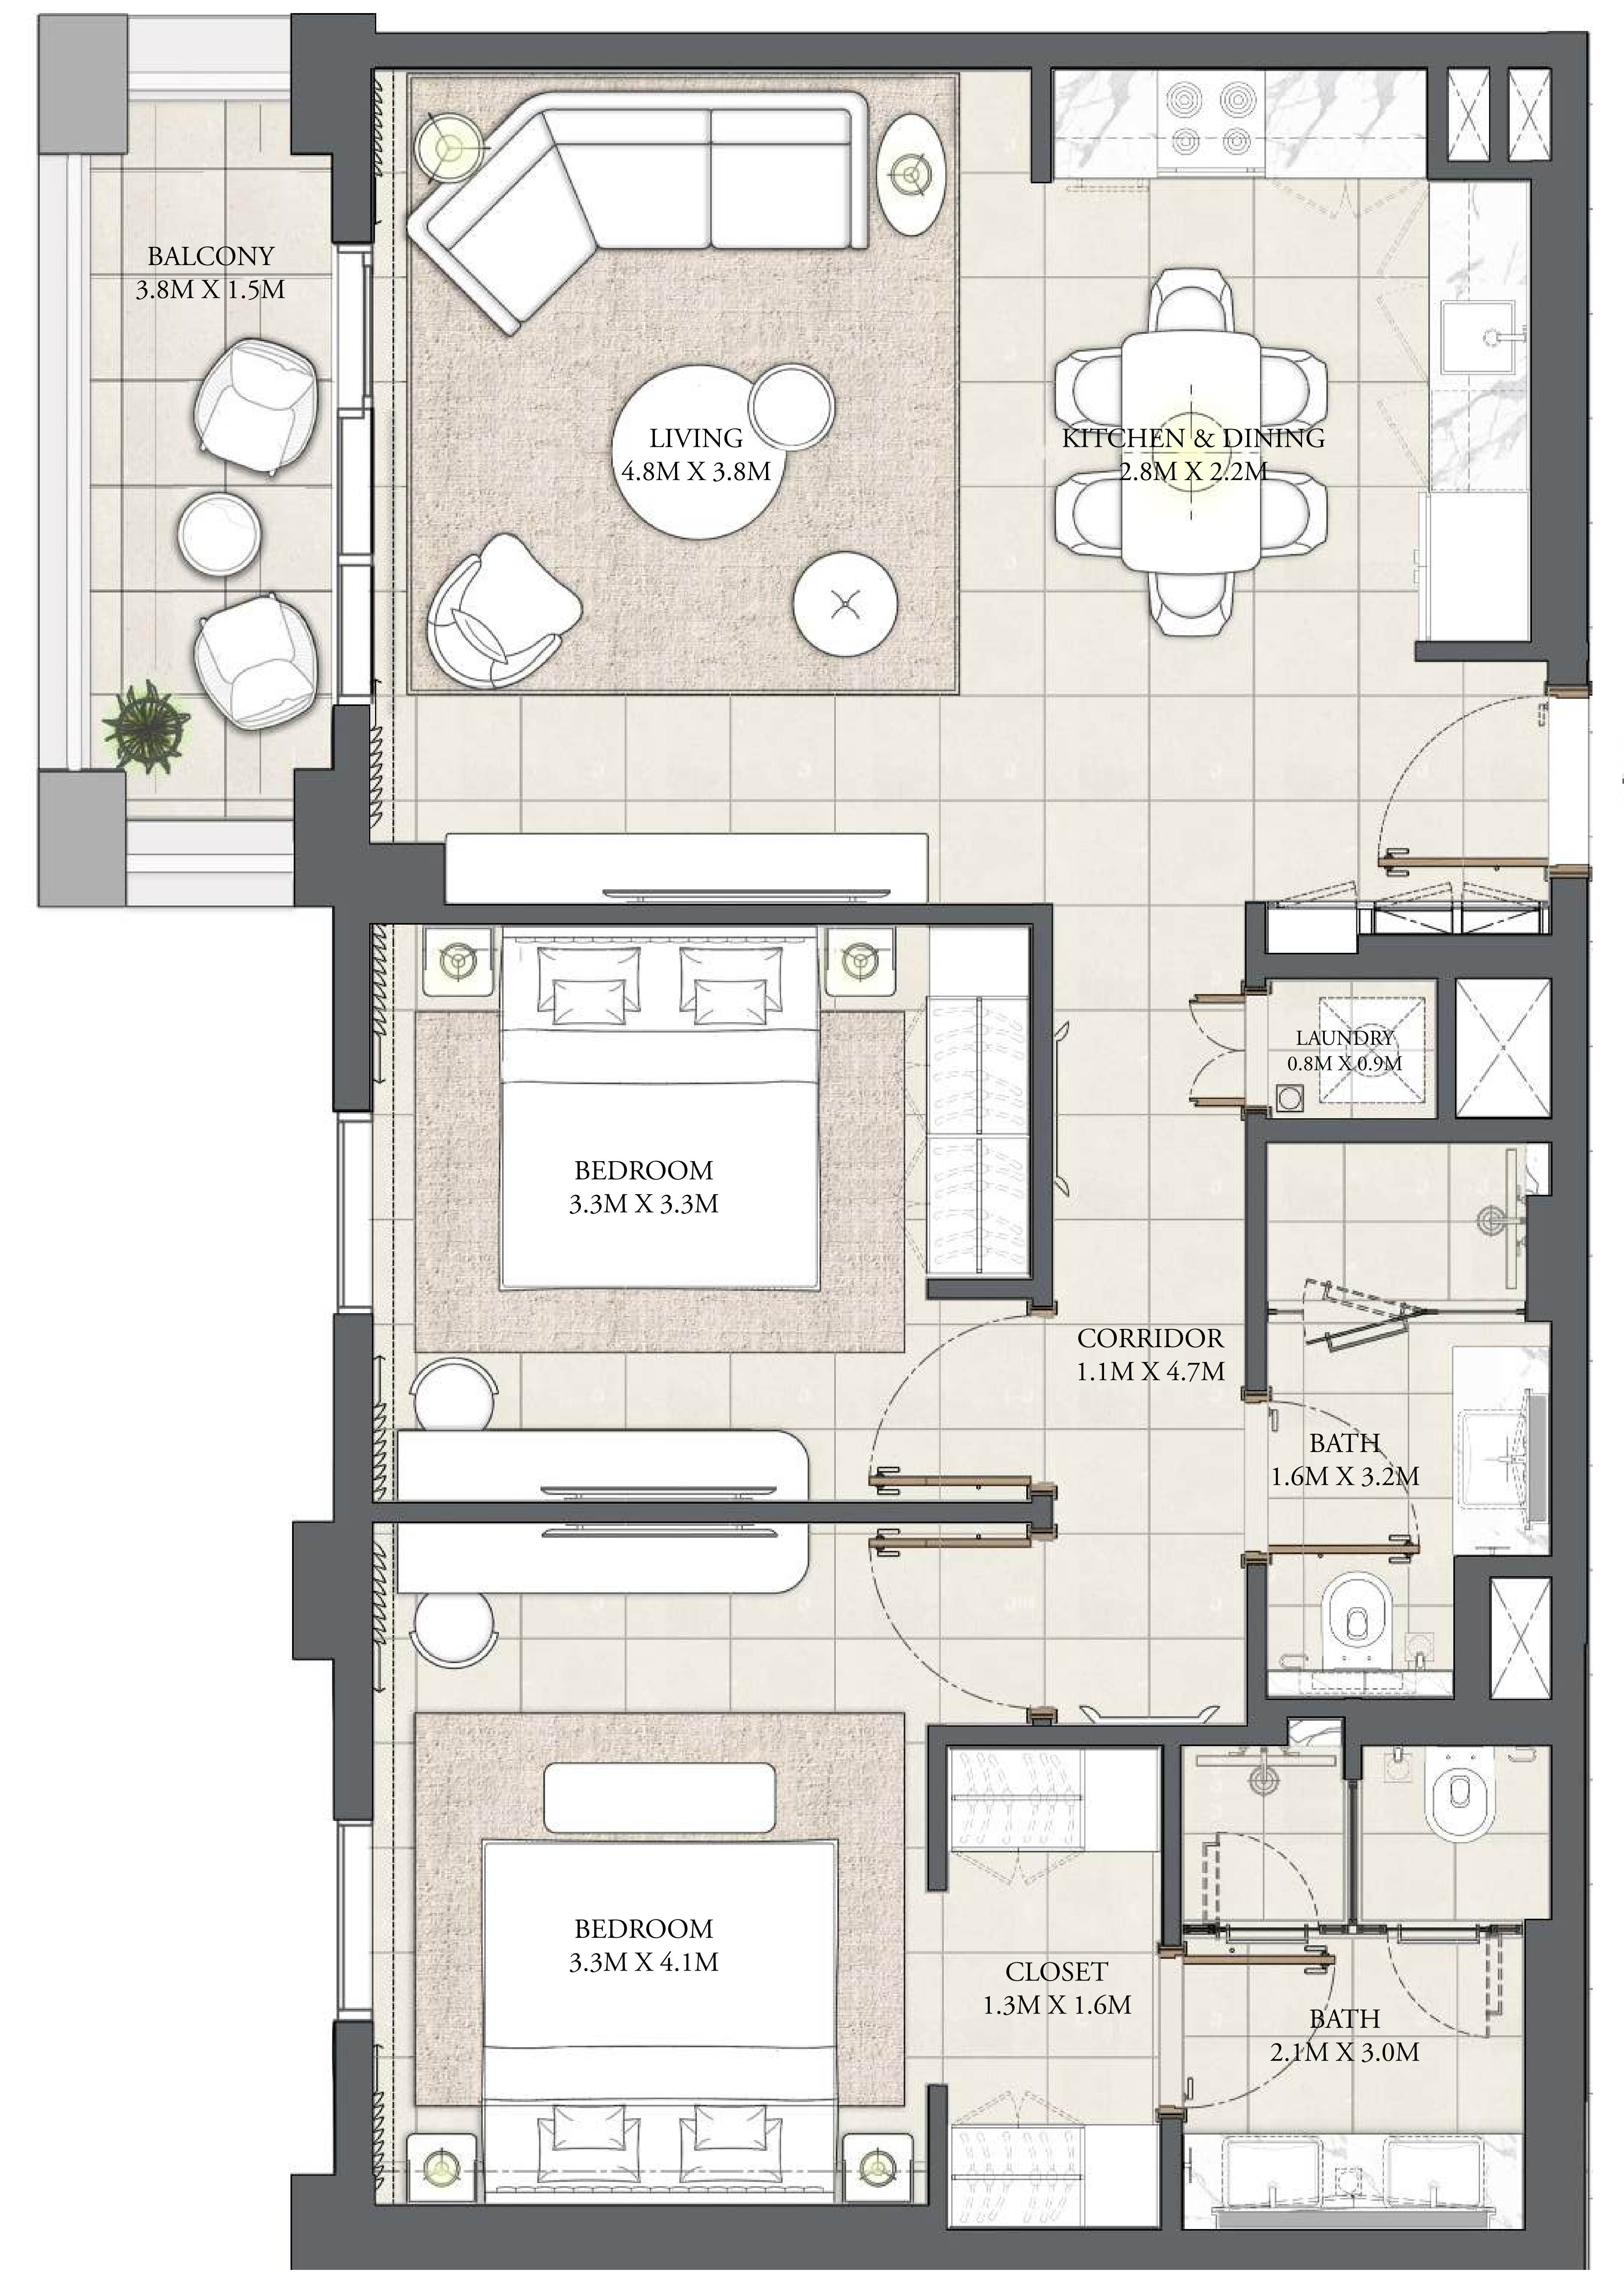 BALCONY
3.8M X 1.5M
LIVING
4.8M X 3.8M
KITCHEN & DINING
2.8M X 2.2M
LAUNDRY
0.8M X 0.9M
BEDROOM
3.3M X 3.3M
CORRIDOR
1.1M X 4.7M
BATH
1.6M X 3.2M
BEDROOM
3.3M X 4.1M
CLOSET
1.3M X 1.6M
BATH
2.1M X 3.0M